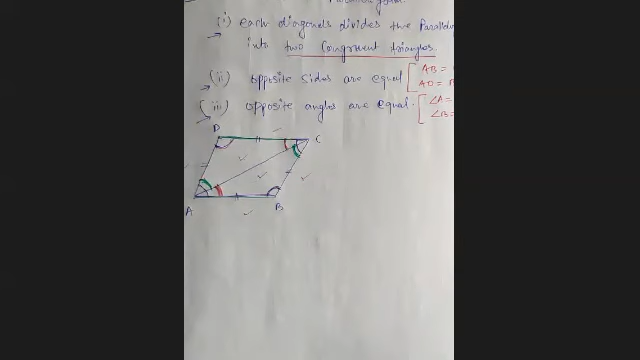 (i) each diagonals divides the Parallelo
into two congruent triangles.
(ii) opposite sides are equal [ AB =
AD = B
(iii) opposite angles are equal. [ ∠A =
∠B =
D C
A B